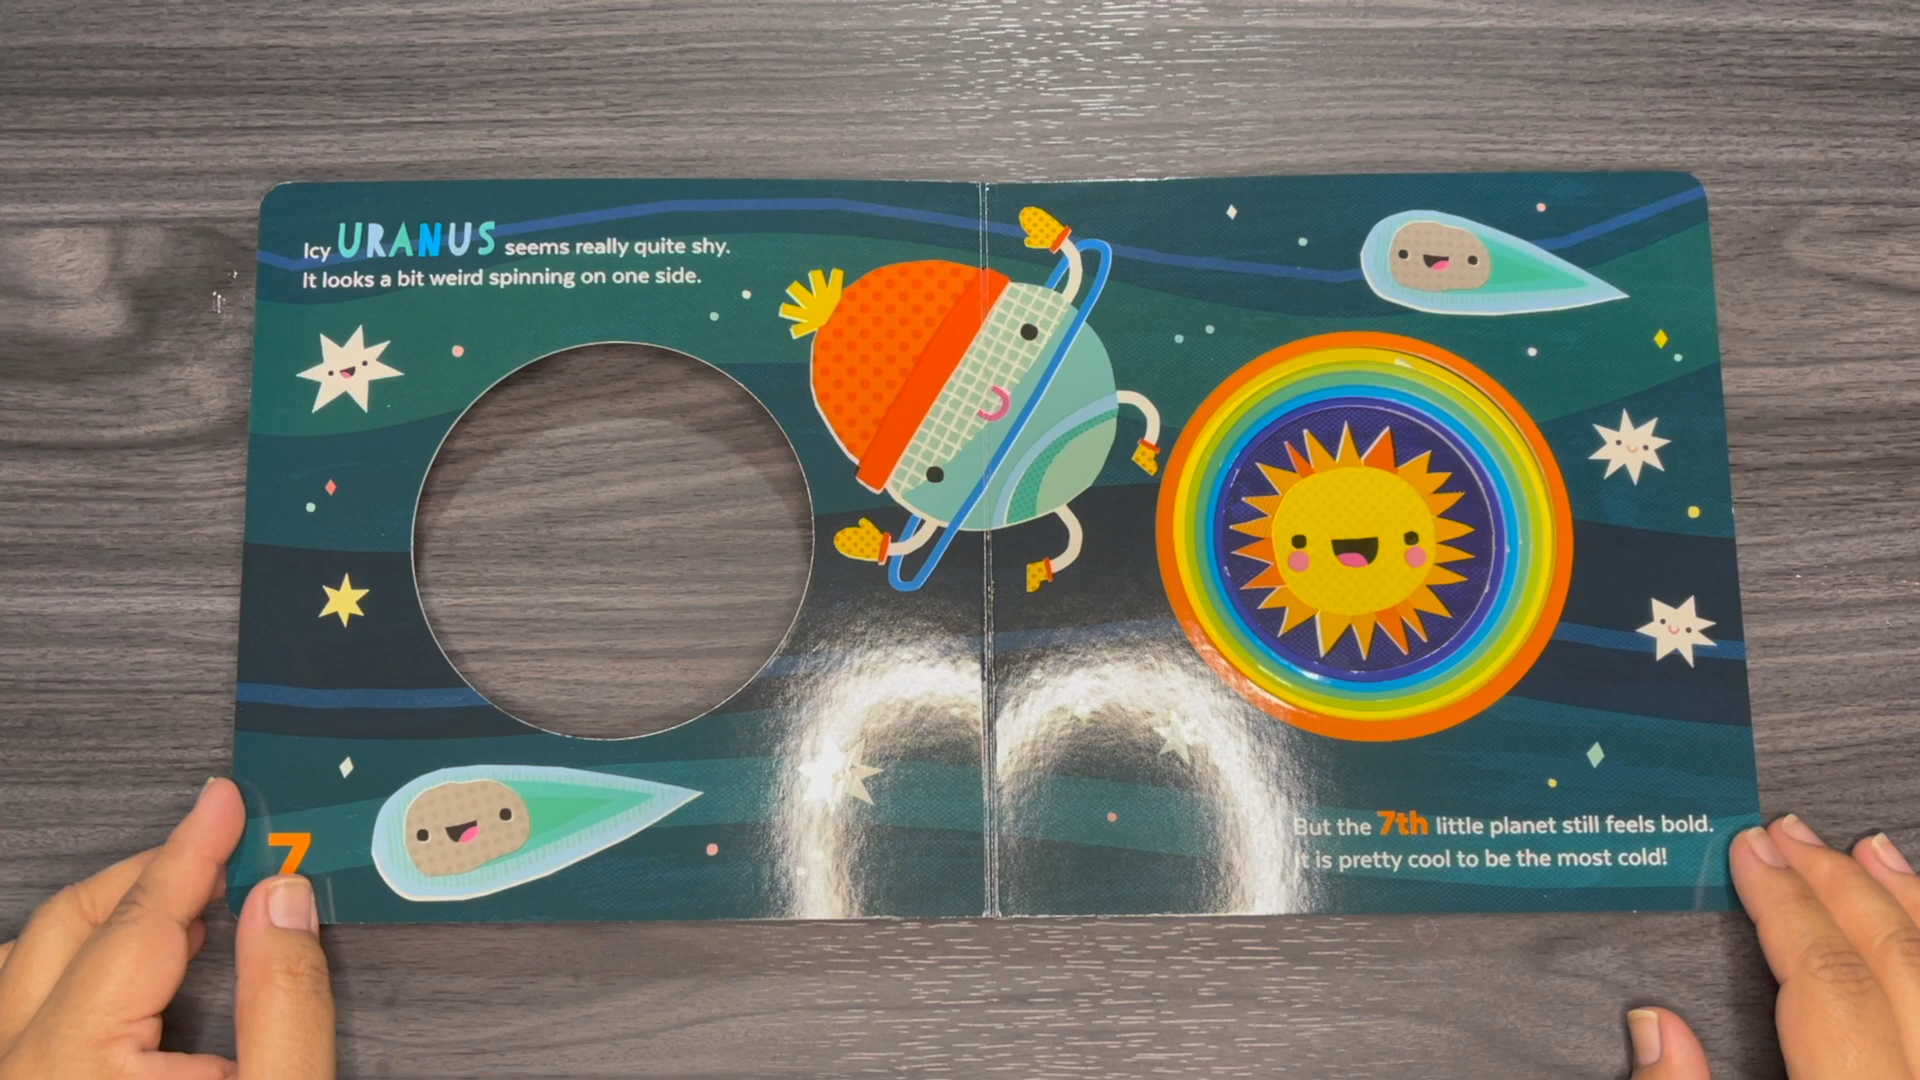 Icy URANUS seems really quite shy.
It looks a bit weird spinning on one side.
7
But the 7th little planet still feels bold.
It is pretty cool to be the most cold!